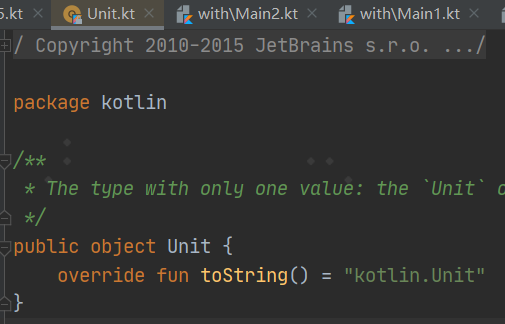 .kt Unit.kt with\Main2.kt with\Main1.kt
/ Copyright 2010-2015 JetBrains s.r.o. .../
package kotlin
/**
* The type with only one value: the `Unit`
*/
public object Unit {
override fun toString() = "kotlin.Unit"
}